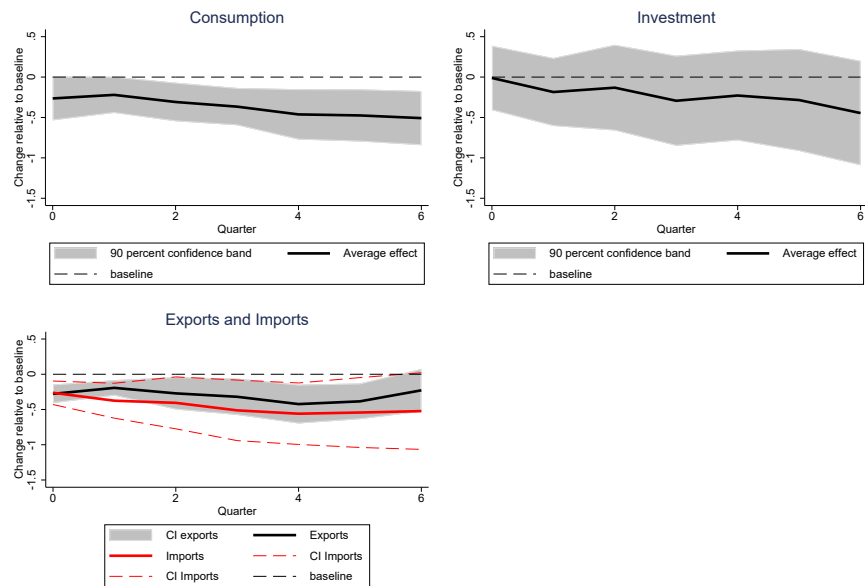 Consumption
Change relative to baseline
.5
0
-.5
-1
-1.5
0 2 4 6
Quarter
90 percent confidence band Average effect
baseline
Investment
Change relative to baseline
.5
0
-.5
-1
-1.5
0 2 4 6
Quarter
90 percent confidence band Average effect
baseline
Exports and Imports
Change relative to baseline
.5
0
-.5
-1
-1.5
0 2 4 6
Quarter
CI exports Exports
Imports CI Imports
CI Imports baseline